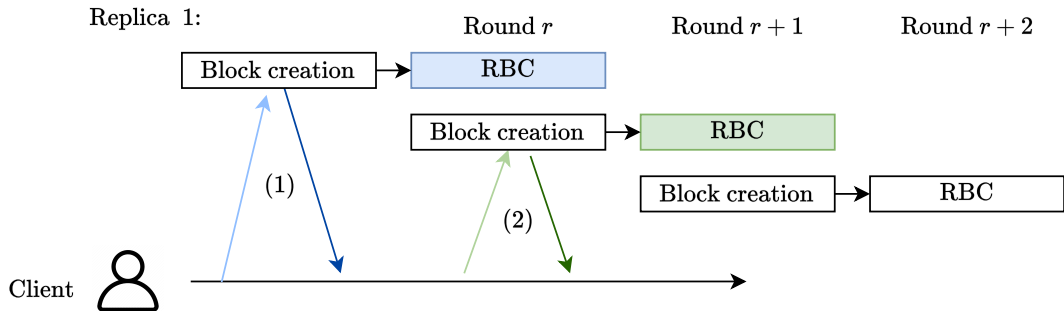 Replica 1:
Round r
Round r + 1
Round r + 2
Block creation
RBC
Block creation
RBC
(1)
Block creation
RBC
(2)
Client